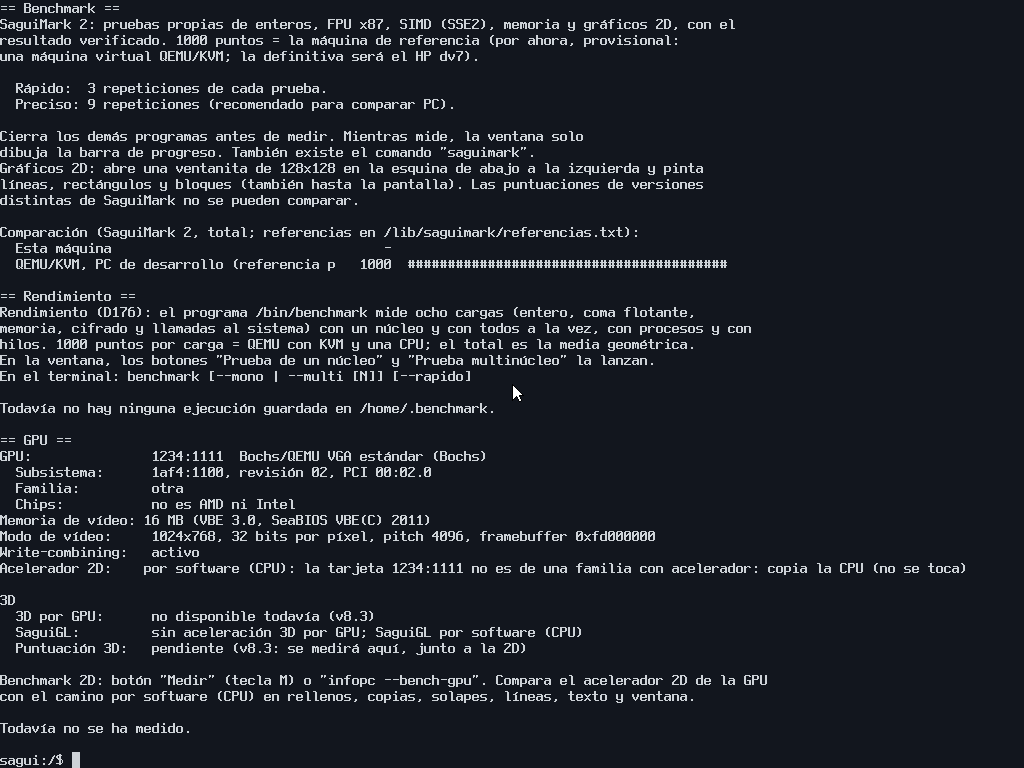 == Benchmark ==
SaguiMark 2: pruebas propias de enteros, FPU x87, SIMD (SSE2), memoria y gráficos 2D, con el
resultado verificado. 1000 puntos = la máquina de referencia (por ahora, provisional:
una máquina virtual QEMU/KVM; la definitiva será el HP dv7).
Rápido:  3 repeticiones de cada prueba.
Preciso: 9 repeticiones (recomendado para comparar PC).
Cierra los demás programas antes de medir. Mientras mide, la ventana solo
dibuja la barra de progreso. También existe el comando "saguimark".
Gráficos 2D: abre una ventanita de 128x128 en la esquina de abajo a la izquierda y pinta
líneas, rectángulos y bloques (también hasta la pantalla). Las puntuaciones de versiones
distintas de SaguiMark no se pueden comparar.
Comparación (SaguiMark 2, total; referencias en /lib/saguimark/referencias.txt):
Esta máquina                                  -
QEMU/KVM, PC de desarrollo (referencia p   1000  ########################################
== Rendimiento ==
Rendimiento (D176): el programa /bin/benchmark mide ocho cargas (entero, coma flotante,
memoria, cifrado y llamadas al sistema) con un núcleo y con todos a la vez, con procesos y con
hilos. 1000 puntos por carga = QEMU con KVM y una CPU; el total es la media geométrica.
En la ventana, los botones "Prueba de un núcleo" y "Prueba multinúcleo" la lanzan.
En el terminal: benchmark [--mono | --multi [N]] [--rapido]
Todavía no hay ninguna ejecución guardada en /home/.benchmark.
== GPU ==
GPU:               1234:1111  Bochs/QEMU VGA estándar (Bochs)
Subsistema:      1af4:1100, revisión 02, PCI 00:02.0
Familia:         otra
Chips:           no es AMD ni Intel
Memoria de vídeo: 16 MB (VBE 3.0, SeaBIOS VBE(C) 2011)
Modo de vídeo:     1024x768, 32 bits por píxel, pitch 4096, framebuffer 0xfd000000
Write-combining:   activo
Acelerador 2D:    por software (CPU): la tarjeta 1234:1111 no es de una familia con acelerador: copia la CPU (no se toca)
3D
3D por GPU:      no disponible todavía (v8.3)
SaguiGL:         sin aceleración 3D por GPU; SaguiGL por software (CPU)
Puntuación 3D:   pendiente (v8.3: se medirá aquí, junto a la 2D)
Benchmark 2D: botón "Medir" (tecla M) o "infopc --bench-gpu". Compara el acelerador 2D de la GPU
con el camino por software (CPU) en rellenos, copias, solapes, líneas, texto y ventana.
Todavía no se ha medido.
sagui:/$